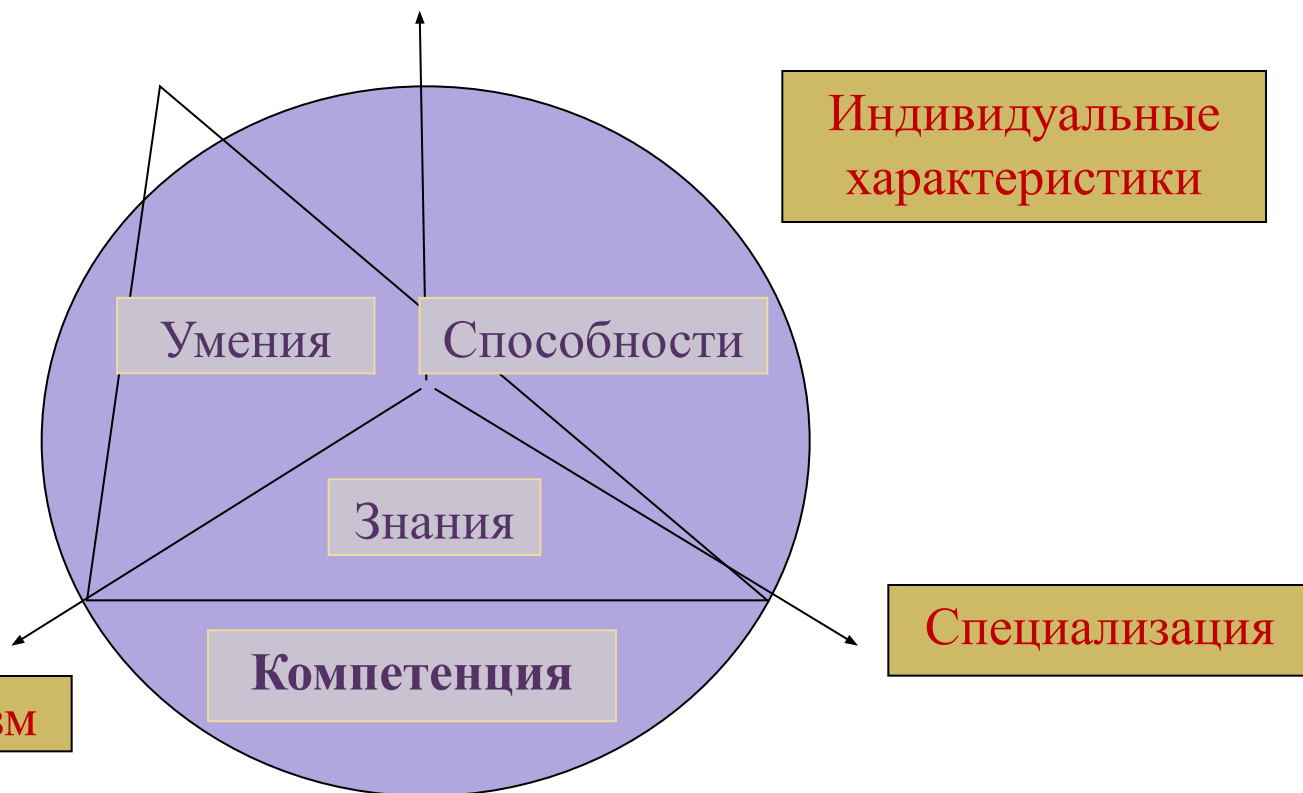 Индивидуальные
характеристики
Умения
Способности
Знания
Специализация
Компетенция